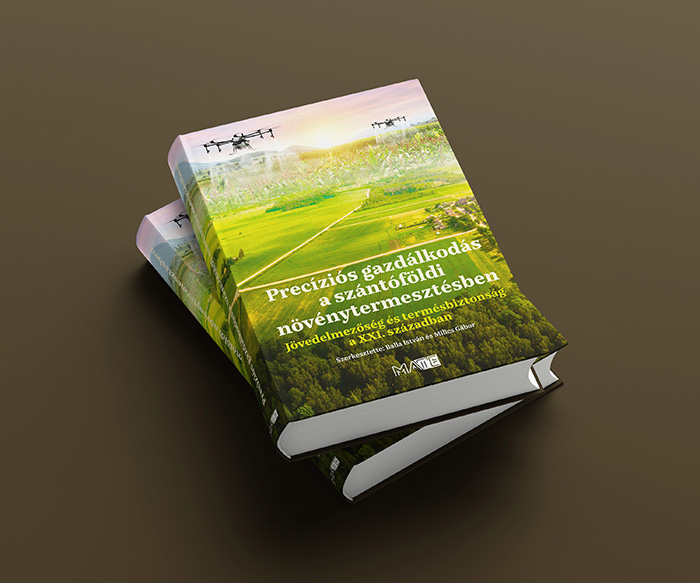 Precíziós gazdálkodás
a szántóföldi
növénytermesztésben
Jövedelmezőség és termésbiztonság
a XXI. században
Szerkesztette: Balla István és Milics Gábor
MATE